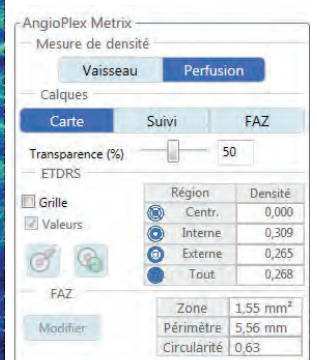 AngioPlex Metrix
Mesure de densité
Vaisseau Perfusion
Calques
Carte Suivi FAZ
Transparence (%) 50
ETDRS
Grille
Valeurs
Région Densité
Centr. 0,000
Interne 0,309
Externe 0,265
Tout 0,268
FAZ
Modifier
Zone 1,55 mm²
Périmètre 5,56 mm
Circularité 0,63